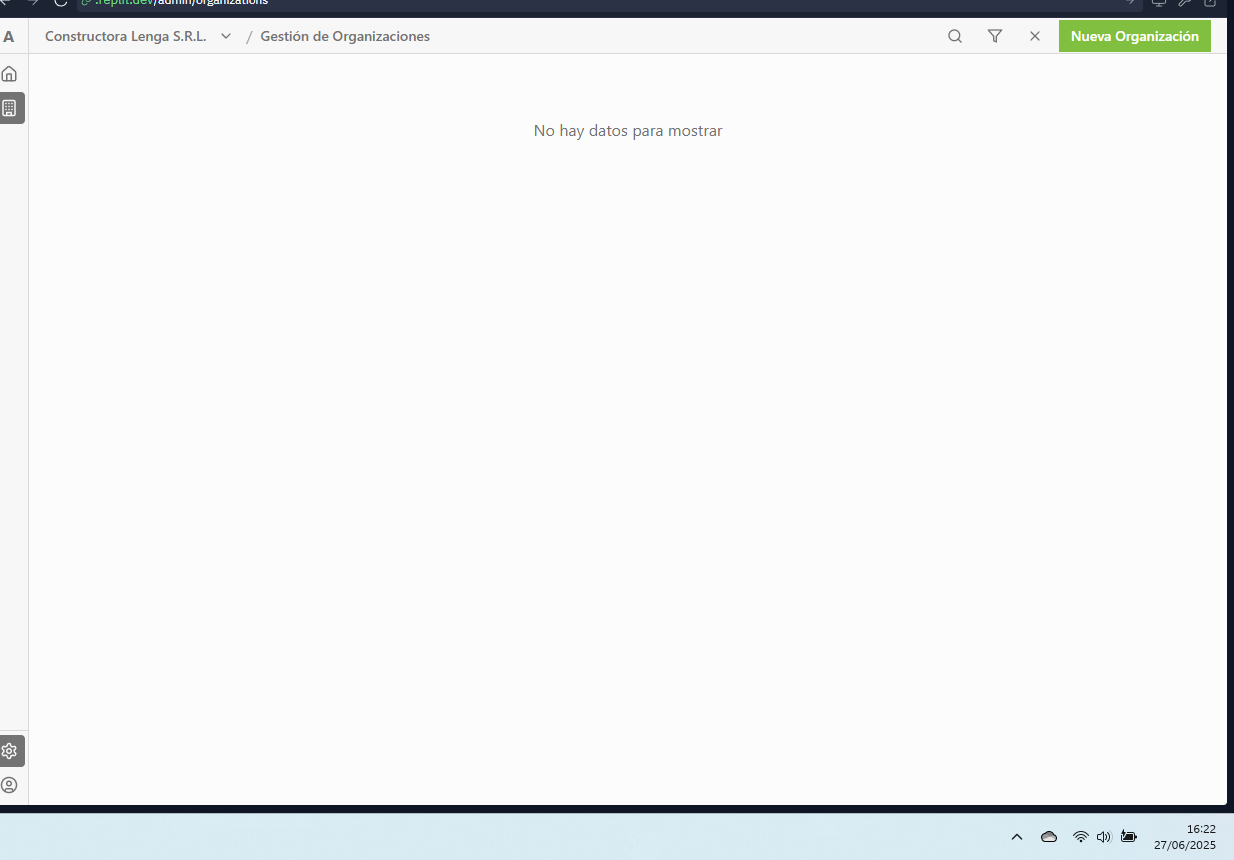 .replit.dev/admin/organizations
A
Constructora Lenga S.R.L. / Gestión de Organizaciones
Nueva Organización
No hay datos para mostrar
16:22
27/06/2025